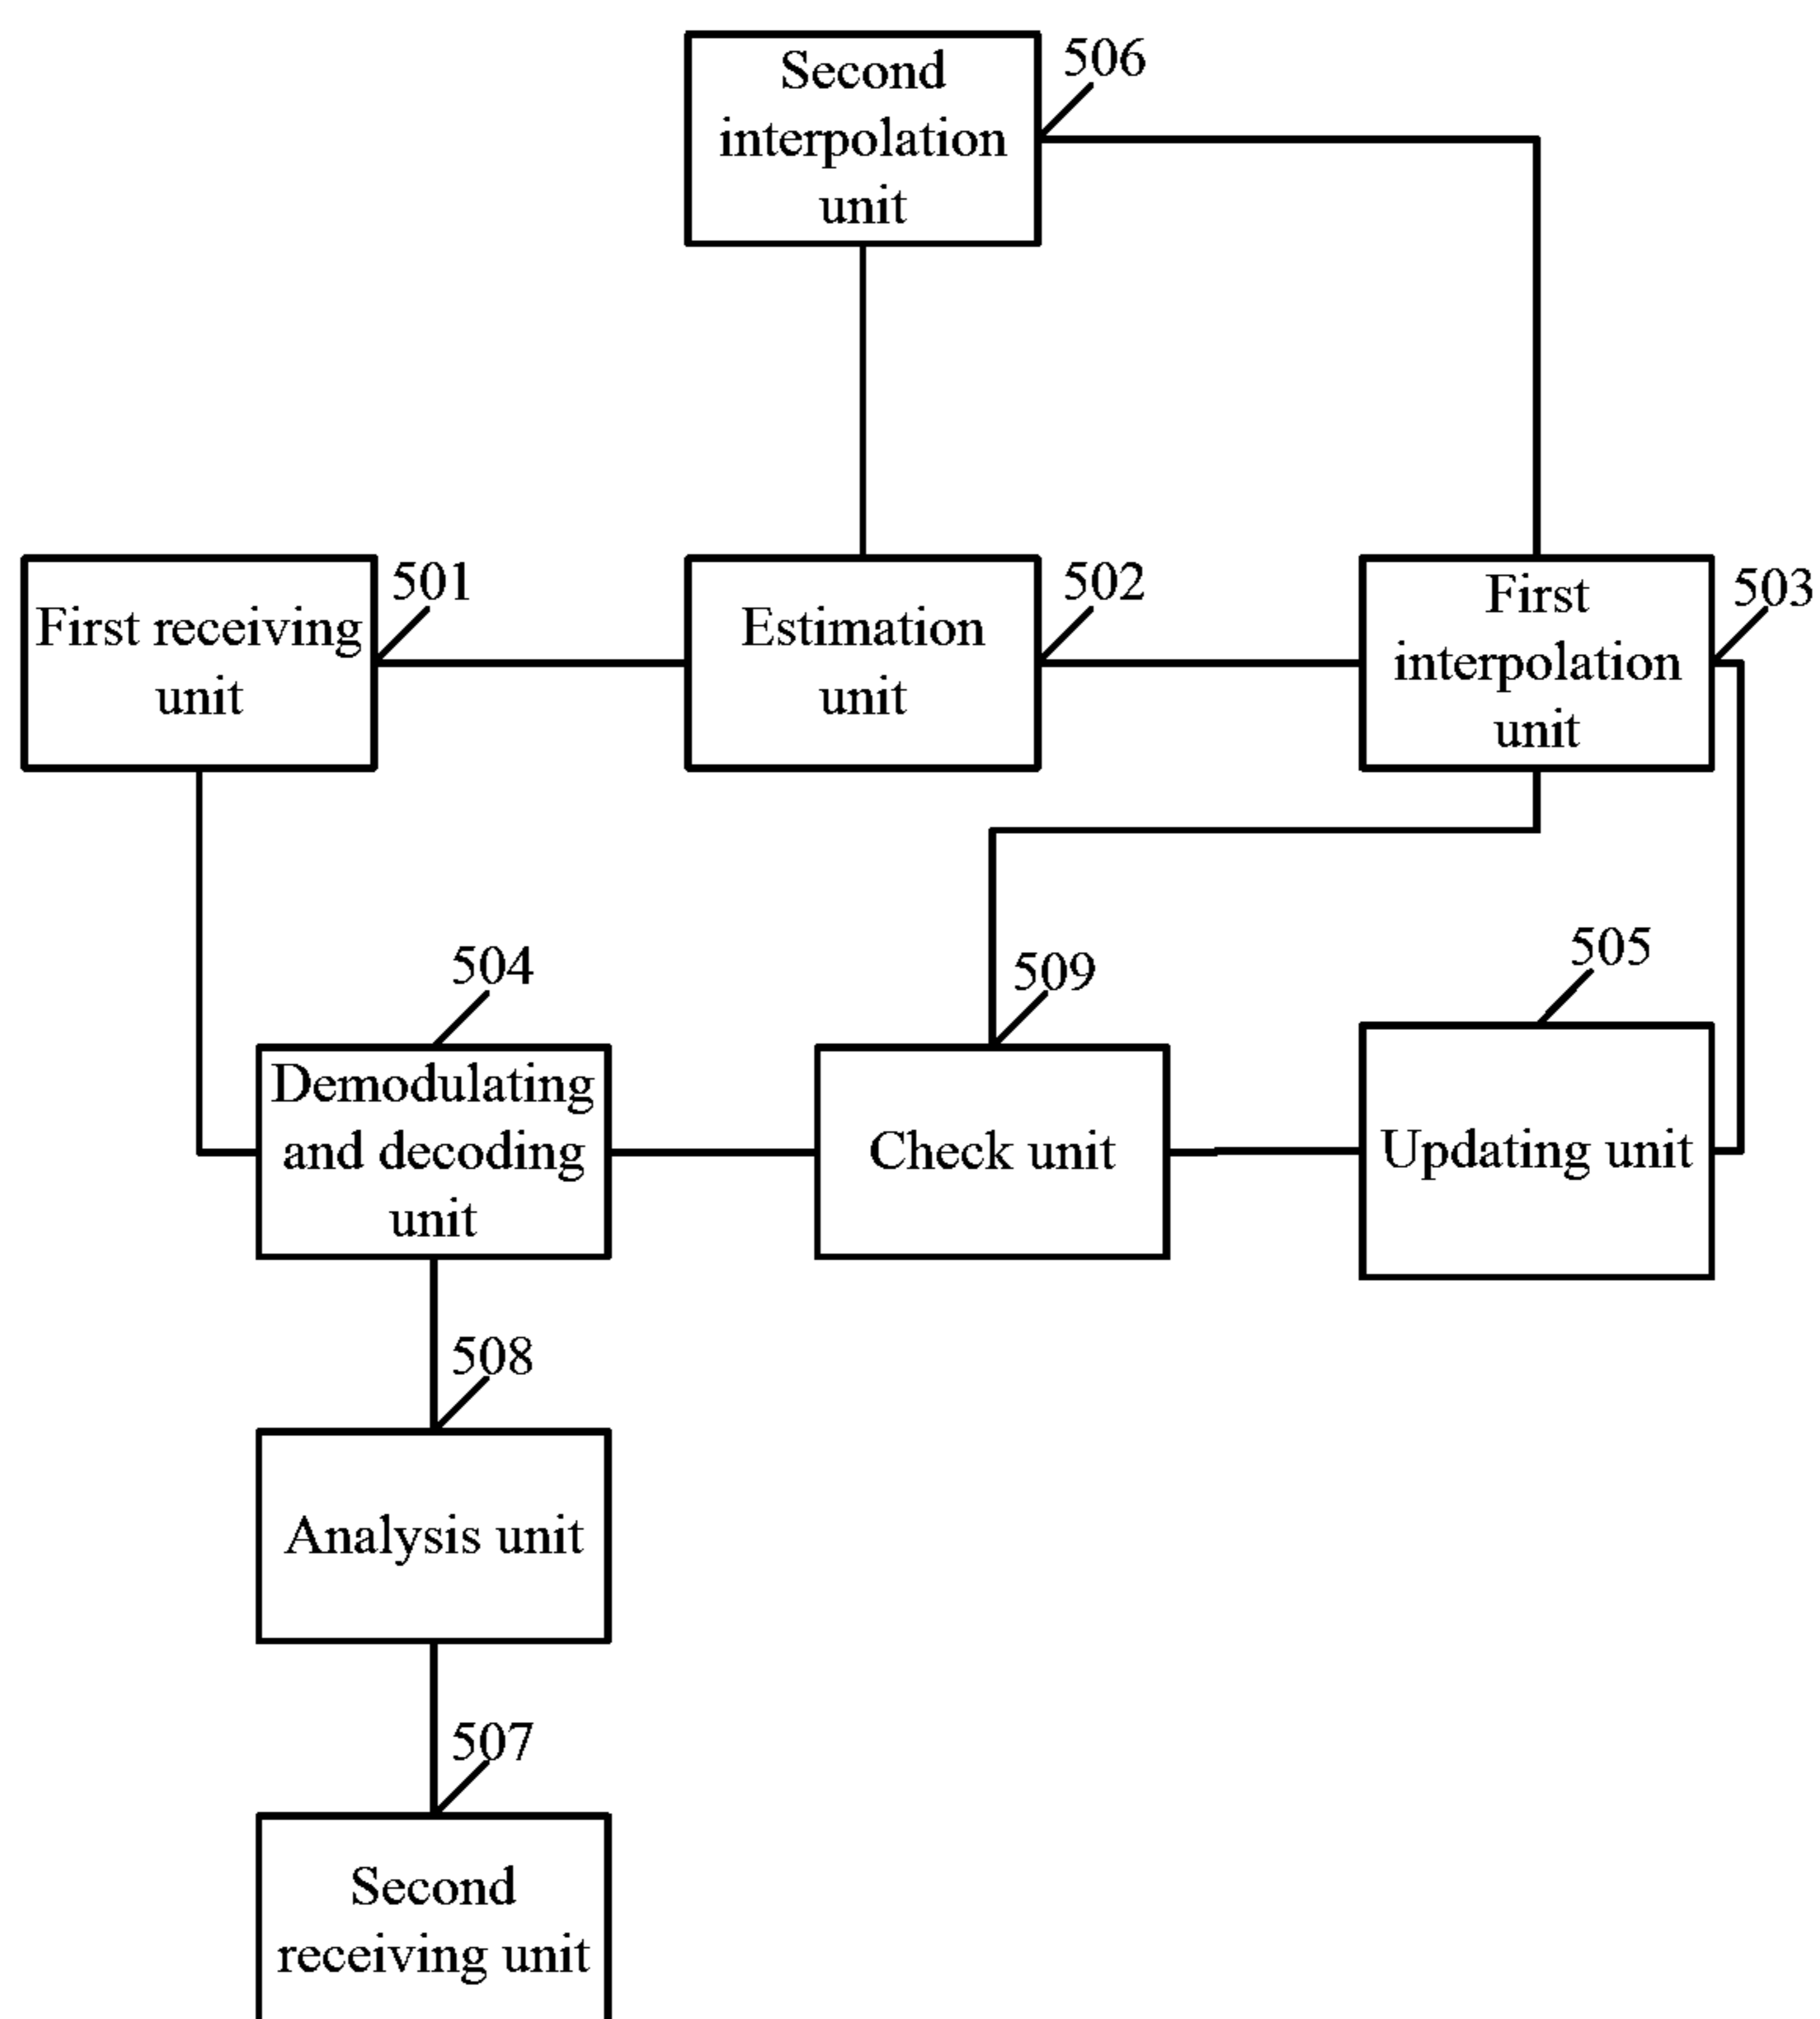 506
Second
interpolation
unit
501
First receiving
unit
502
Estimation
unit
503
First
interpolation
unit
504
Demodulating
and decoding
unit
509
Check unit
505
Updating unit
508
Analysis unit
507
Second
receiving unit